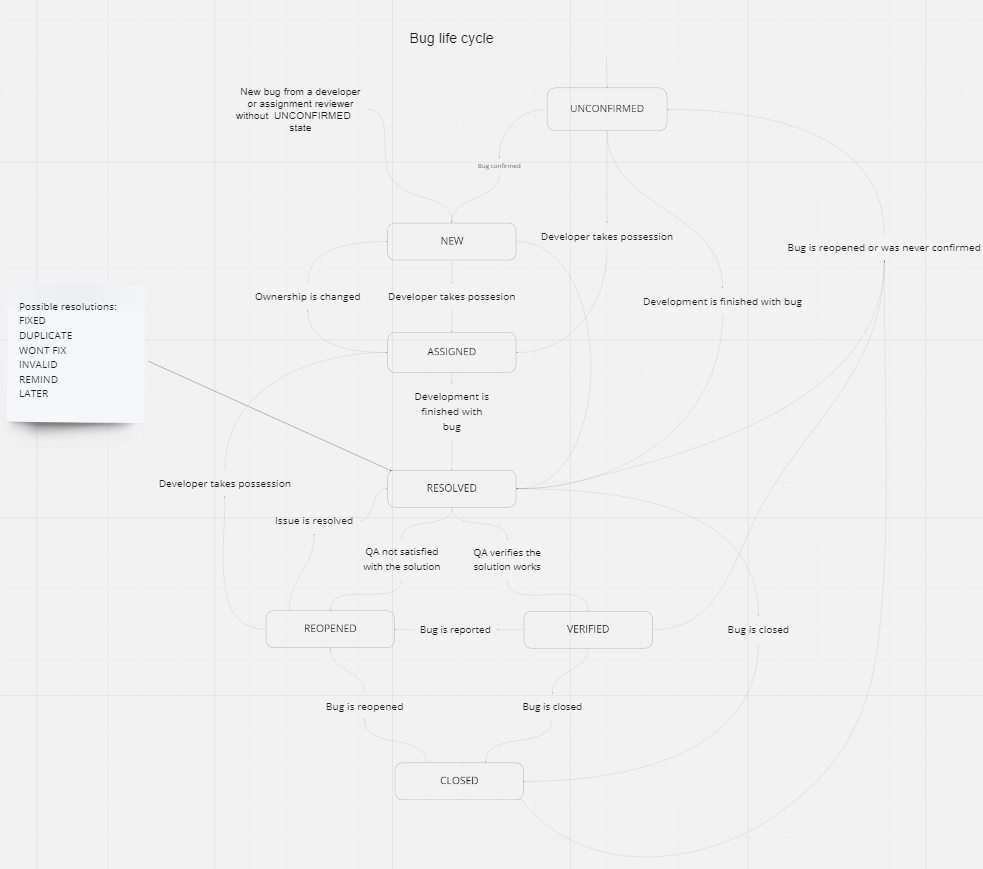 Bug life cycle
New bug from a developer
or assignment reviewer
without UNCONFIRMED
state
UNCONFIRMED
Bug confirmed
NEW
Developer takes possession
Bug is reopened or was never confirmed
Ownership is changed
Developer takes possesion
Development is finished with bug
Possible resolutions:
FIXED
DUPLICATE
WONT FIX
INVALID
REMIND
LATER
ASSIGNED
Development is
finished with
bug
Developer takes possession
RESOLVED
Issue is resolved
QA not satisfied
with the solution
QA verifies the
solution works
REOPENED
Bug is reported
VERIFIED
Bug is closed
Bug is reopened
Bug is closed
CLOSED